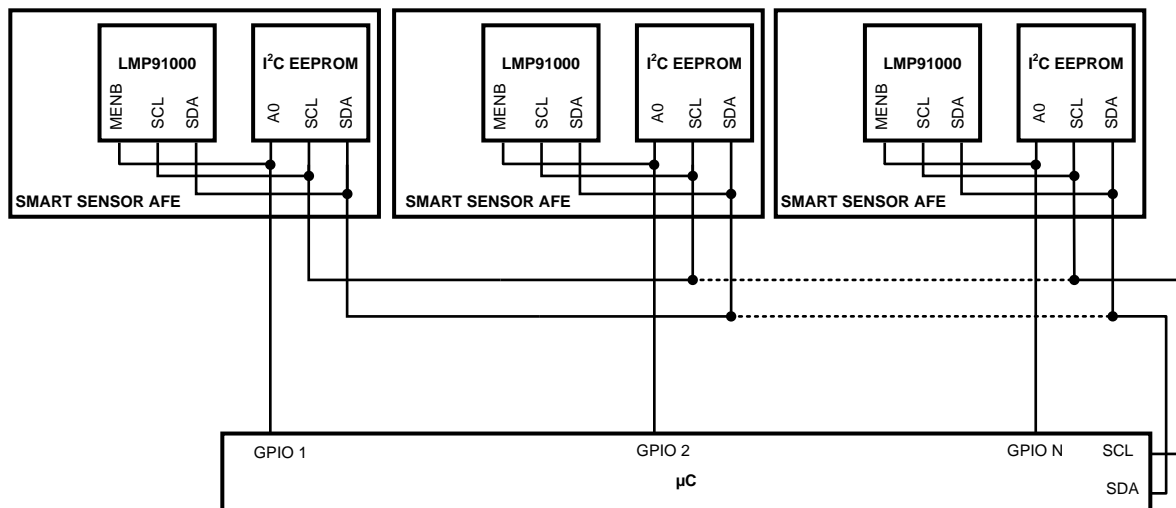 LMP91000 I²C EEPROM LMP91000 I²C EEPROM LMP91000 I²C EEPROM
MENB SCL SDA A0 SCL SDA MENB SCL SDA A0 SCL SDA MENB SCL SDA A0 SCL SDA
SMART SENSOR AFE SMART SENSOR AFE SMART SENSOR AFE
GPIO 1 GPIO 2 GPIO N SCL
µC
SDA